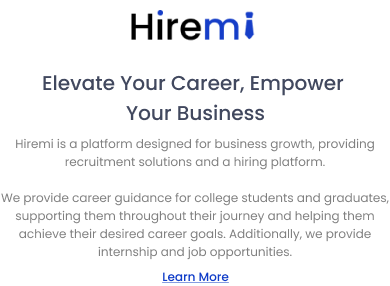 Hiremi
Elevate Your Career, Empower
Your Business
Hiremi is a platform designed for business growth, providing
recruitment solutions and a hiring platform.
We provide career guidance for college students and graduates,
supporting them throughout their journey and helping them
achieve their desired career goals. Additionally, we provide
internship and job opportunities.
Learn More